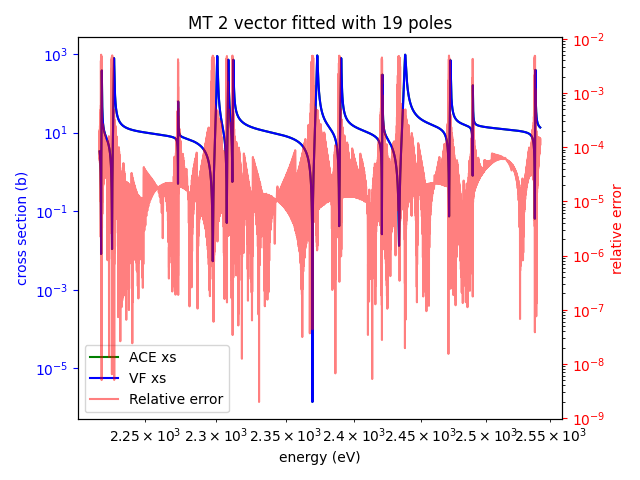 MT 2 vector fitted with 19 poles
10³
10¹
10⁻¹
10⁻³
10⁻⁵
cross section (b)
10⁻²
10⁻³
10⁻⁴
10⁻⁵
10⁻⁶
10⁻⁷
10⁻⁸
10⁻⁹
relative error
ACE xs
VF xs
Relative error
2.25 × 10³ 2.3 × 10³ 2.35 × 10³ 2.4 × 10³ 2.45 × 10³ 2.5 × 10³ 2.55 × 10³
energy (eV)